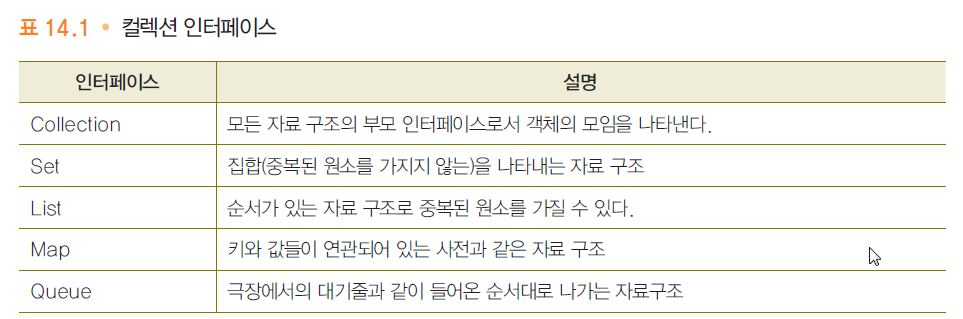 표 14.1 • 컬렉션 인터페이스
인터페이스 설명
Collection 모든 자료 구조의 부모 인터페이스로서 객체의 모임을 나타낸다.
Set 집합(중복된 원소를 가지지 않는)을 나타내는 자료 구조
List 순서가 있는 자료 구조로 중복된 원소를 가질 수 있다.
Map 키와 값들이 연관되어 있는 사전과 같은 자료 구조
Queue 극장에서의 대기줄과 같이 들어온 순서대로 나가는 자료구조